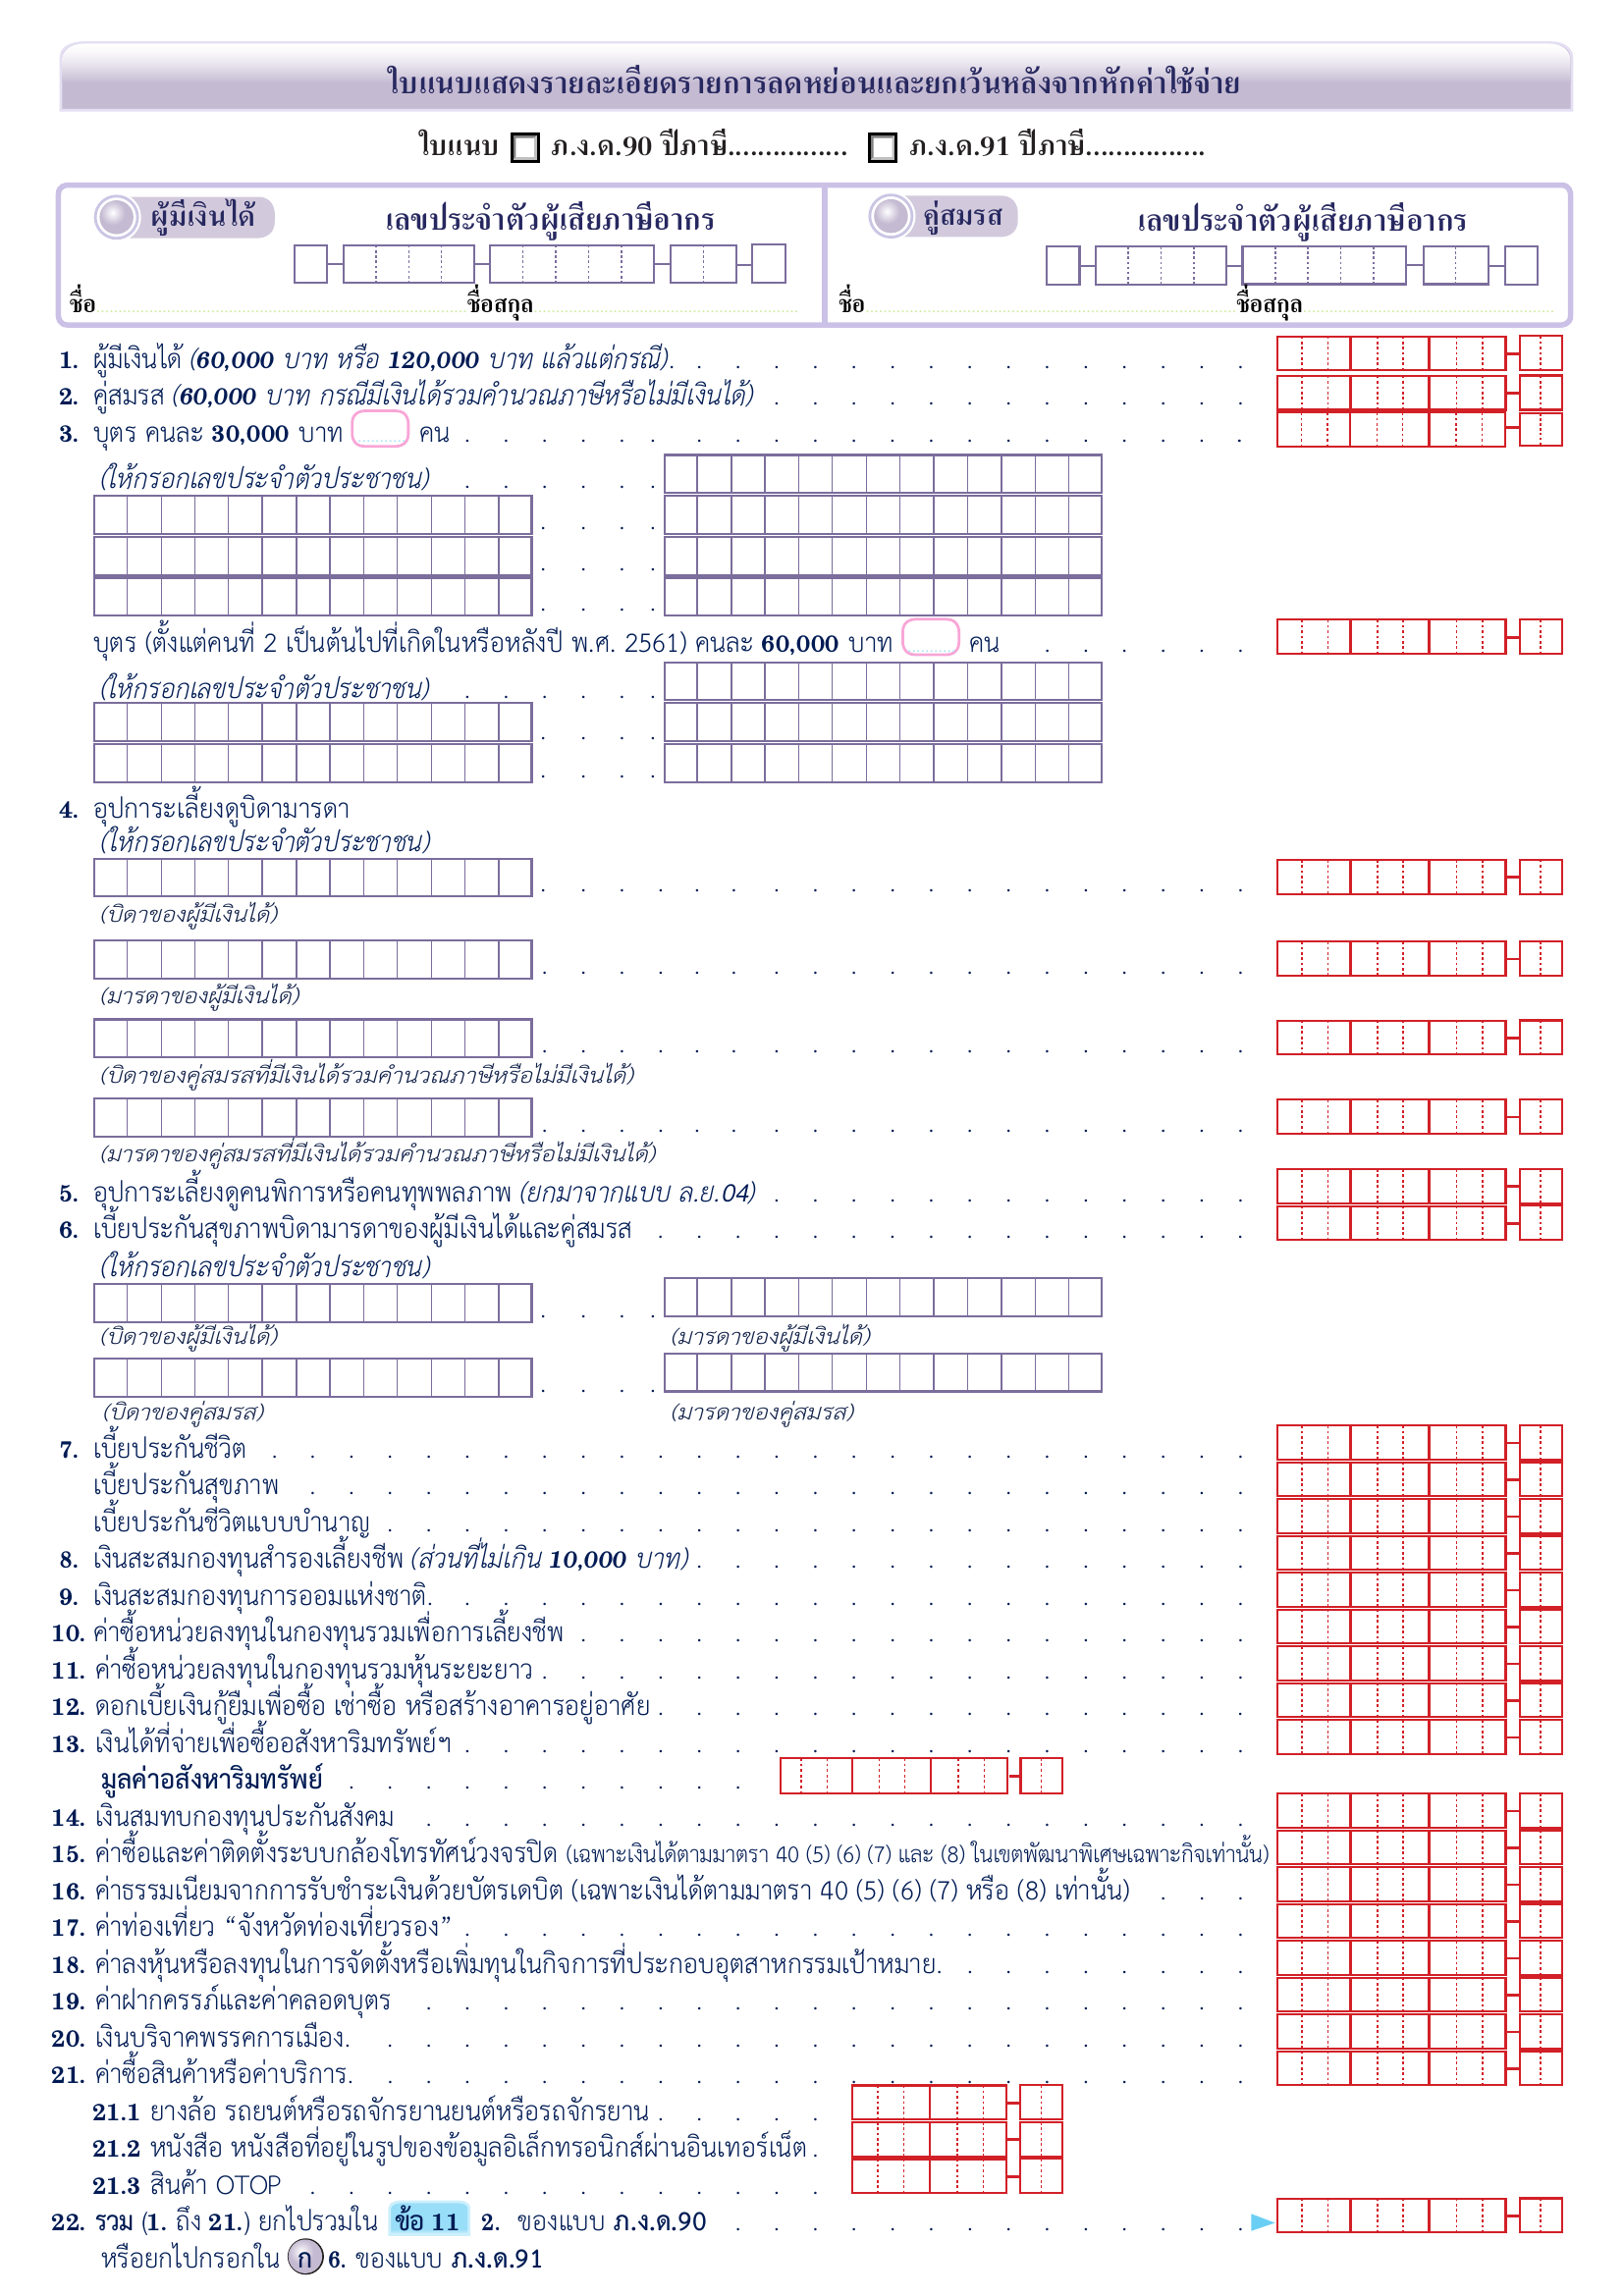 ใบแนบแสดงรายละเอียดรายการลดหย่อนและยกเว้นหลังจากหักค่าใช้จ่าย
ใบแนบ ภ.ง.ด.90 ปีภาษี................ ภ.ง.ด.91 ปีภาษี................
ผู้มีเงินได้ เลขประจำตัวผู้เสียภาษีอากร
ชื่อ ชื่อสกุล
คู่สมรส เลขประจำตัวผู้เสียภาษีอากร
ชื่อ ชื่อสกุล
1. ผู้มีเงินได้ (60,000 บาท หรือ 120,000 บาท แล้วแต่กรณี)
2. คู่สมรส (60,000 บาท กรณีมีเงินได้รวมคำนวณภาษีหรือไม่มีเงินได้)
3. บุตร คนละ 30,000 บาท คน
(ให้กรอกเลขประจำตัวประชาชน)
บุตร (ตั้งแต่คนที่ 2 เป็นต้นไปที่เกิดในหรือหลังปี พ.ศ. 2561) คนละ 60,000 บาท คน
(ให้กรอกเลขประจำตัวประชาชน)
4. อุปการะเลี้ยงดูบิดามารดา
(ให้กรอกเลขประจำตัวประชาชน)
(บิดาของผู้มีเงินได้)
(มารดาของผู้มีเงินได้)
(บิดาของคู่สมรสที่มีเงินได้รวมคำนวณภาษีหรือไม่มีเงินได้)
(มารดาของคู่สมรสที่มีเงินได้รวมคำนวณภาษีหรือไม่มีเงินได้)
5. อุปการะเลี้ยงดูคนพิการหรือคนทุพพลภาพ (ยกมาจากแบบ ล.ย.04)
6. เบี้ยประกันสุขภาพบิดามารดาของผู้มีเงินได้และคู่สมรส
(ให้กรอกเลขประจำตัวประชาชน)
(บิดาของผู้มีเงินได้) (มารดาของผู้มีเงินได้)
(บิดาของคู่สมรส) (มารดาของคู่สมรส)
7. เบี้ยประกันชีวิต
เบี้ยประกันสุขภาพ
เบี้ยประกันชีวิตแบบบำนาญ
8. เงินสะสมกองทุนสำรองเลี้ยงชีพ (ส่วนที่ไม่เกิน 10,000 บาท)
9. เงินสะสมกองทุนการออมแห่งชาติ
10. ค่าซื้อหน่วยลงทุนในกองทุนรวมเพื่อการเลี้ยงชีพ
11. ค่าซื้อหน่วยลงทุนในกองทุนรวมหุ้นระยะยาว
12. ดอกเบี้ยเงินกู้ยืมเพื่อซื้อ เช่าซื้อ หรือสร้างอาคารอยู่อาศัย
13. เงินได้ที่จ่ายเพื่อซื้ออสังหาริมทรัพย์ฯ
มูลค่าอสังหาริมทรัพย์
14. เงินสมทบกองทุนประกันสังคม
15. ค่าซื้อและค่าติดตั้งระบบกล้องโทรทัศน์วงจรปิด (เฉพาะเงินได้ตามมาตรา 40 (5) (6) (7) และ (8) ในเขตพัฒนาพิเศษเฉพาะกิจเท่านั้น)
16. ค่าธรรมเนียมจากการรับชำระเงินด้วยบัตรเดบิต (เฉพาะเงินได้ตามมาตรา 40 (5) (6) (7) หรือ (8) เท่านั้น)
17. ค่าท่องเที่ยว “จังหวัดท่องเที่ยวรอง”
18. ค่าลงหุ้นหรือลงทุนในการจัดตั้งหรือเพิ่มทุนในกิจการที่ประกอบอุตสาหกรรมเป้าหมาย
19. ค่าฝากครรภ์และค่าคลอดบุตร
20. เงินบริจาคพรรคการเมือง
21. ค่าซื้อสินค้าหรือค่าบริการ
21.1 ยางล้อ รถยนต์หรือรถจักรยานยนต์หรือรถจักรยาน
21.2 หนังสือ หนังสือที่อยู่ในรูปของข้อมูลอิเล็กทรอนิกส์ผ่านอินเทอร์เน็ต
21.3 สินค้า OTOP
22. รวม (1. ถึง 21.) ยกไปรวมใน ข้อ 11 2. ของแบบ ภ.ง.ด.90
หรือยกไปกรอกใน ก 6. ของแบบ ภ.ง.ด.91